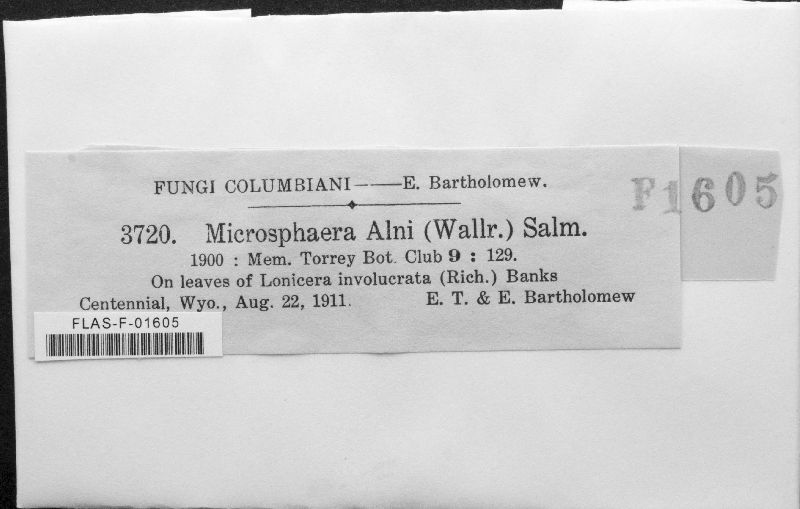 FUNGI COLUMBIANI——E. Bartholomew.
F1605
3720. Microsphaera Alni (Wallr.) Salm.
1900 : Mem. Torrey Bot. Club 9 : 129.
On leaves of Lonicera involucrata (Rich.) Banks
Centennial, Wyo., Aug. 22, 1911. E. T. & E. Bartholomew
FLAS-F-01605